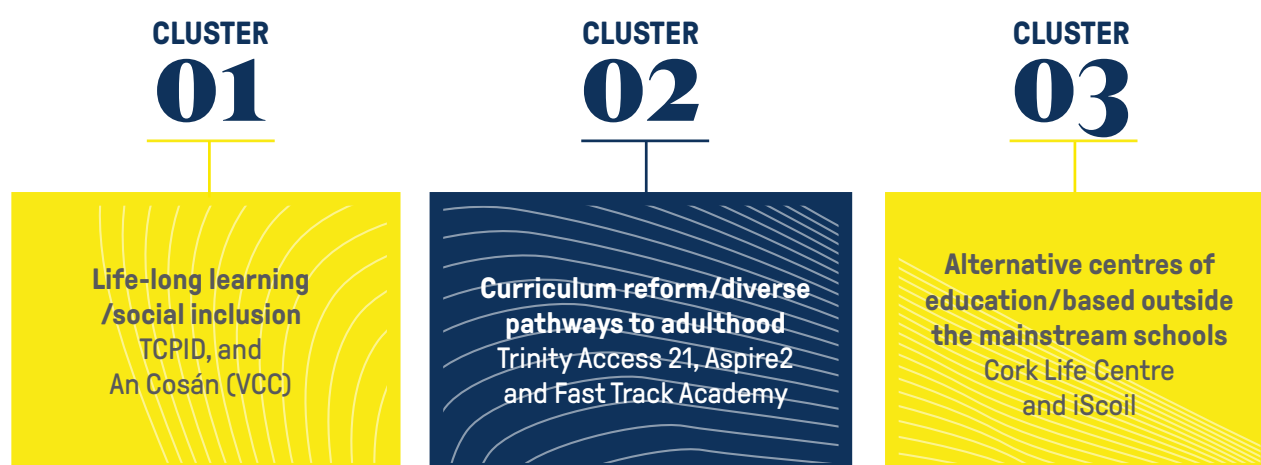 CLUSTER
01
Life-long learning
/social inclusion
TCPID, and
An Cosán (VCC)
CLUSTER
02
Curriculum reform/diverse
pathways to adulthood
Trinity Access 21, Aspire2
and Fast Track Academy
CLUSTER
03
Alternative centres of
education/based outside
the mainstream schools
Cork Life Centre
and iScoil